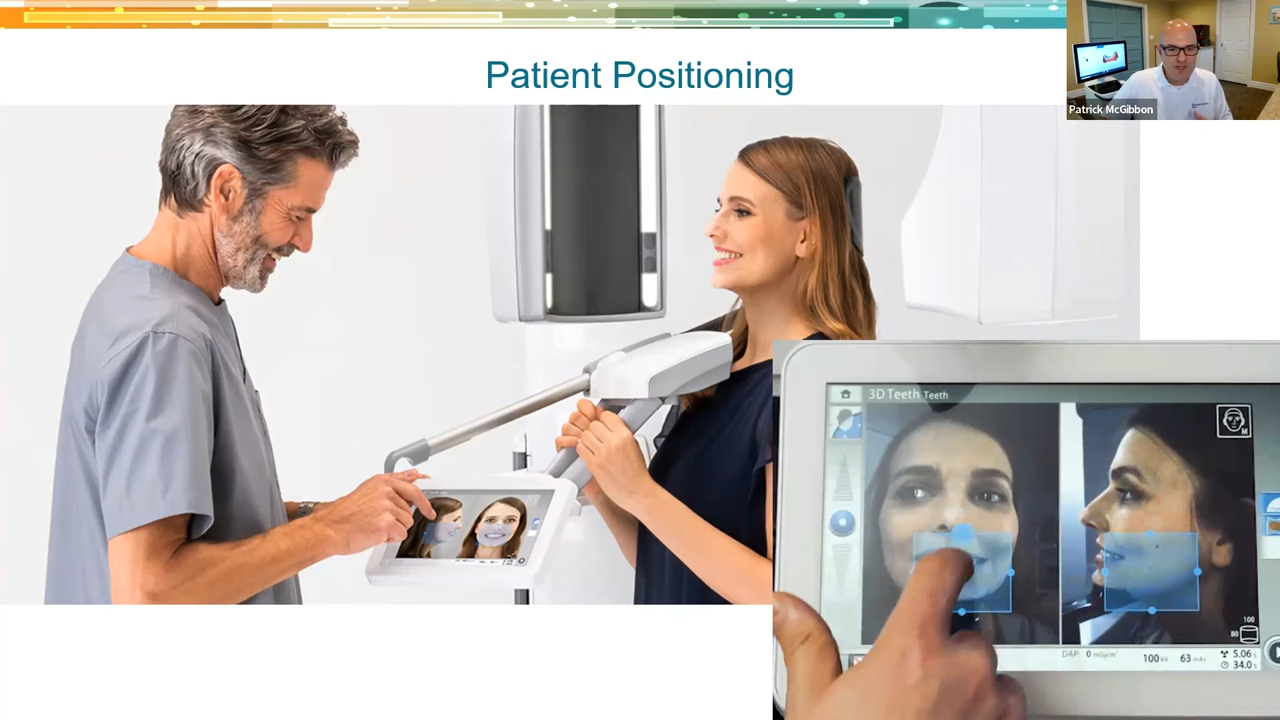 Patient Positioning
Patrick McGibbon
3D Teeth Teeth
M
100
80
DAP: 0 mGycm²
100 kV 63 mAs
5.06 s
34.0 s